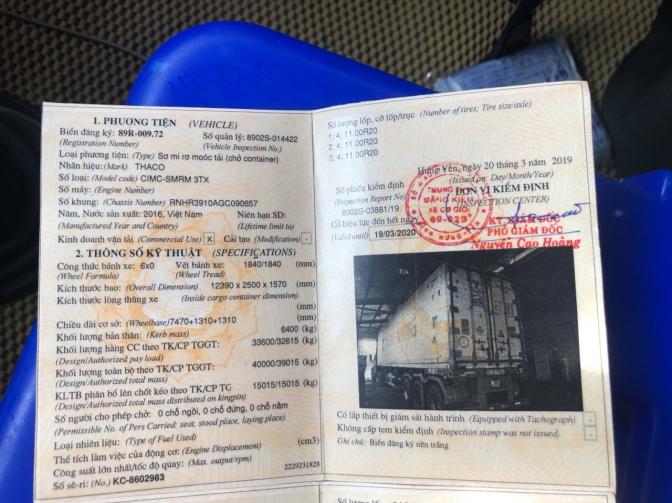 1. PHƯƠNG TIỆN (VEHICLE)
Biển đăng ký: 89R-009.72 Số quản lý: 8902S-014422
(Registration Number) (Vehicle Inspection No.)
Loại phương tiện: (Type) Sơ mi rơ moóc tải (chở container)
Nhãn hiệu: (Mark) THACO
Số loại: (Model code) CIMC-SMRM 3TX
Số máy: (Engine Number)
Số khung: (Chassis Number) RNHR3910AGC090657
Năm, Nước sản xuất: 2016, Việt Nam Niên hạn SD:
(Manufactured Year and Country) (Lifetime limit to)
Kinh doanh vận tải (Commercial Use) x Cải tạo (Modification) -
2. THÔNG SỐ KỸ THUẬT (SPECIFICATIONS)
Công thức bánh xe: 6x0 Vết bánh xe: 1840/1840 (mm)
(Wheel Formula) (Wheel Tread)
Kích thước bao: (Overall Dimension) 12390 x 2500 x 1570 (mm)
Kích thước lòng thùng xe (Inside cargo container dimension)
(mm)
Chiều dài cơ sở: (Wheelbase)7470+1310+1310 (mm)
Khối lượng bản thân: (Kerb mass) 6400 (kg)
Khối lượng hàng CC theo TK/CP TGGT: 33600/32615 (kg)
(Design/Authorized pay load)
Khối lượng toàn bộ theo TK/CP TGGT: 40000/39015 (kg)
(Design/Authorized total mass)
KLTB phân bố lên chốt kéo theo TK/CP TG 15015/15015 (kg)
(Design/Authorized total mass distributed on kingpin)
Số người cho phép chở: 0 chỗ ngồi, 0 chỗ đứng, 0 chỗ nằm
(Permissible No. of Pers Carried: seat, stood place, laying place)
Loại nhiên liệu: (Type of Fuel Used)
Thể tích làm việc của động cơ: (Engine Displacement) (cm3)
Công suất lớn nhất/tốc độ quay: (Max. output/rpm)
2229231828
Số sê-ri: (No.) KC-8602983
Số lượng lốp, cỡ lốp/trục (Number of tires; Tire size/axle)
1: 4; 11.00R20
2: 4; 11.00R20
3: 4; 11.00R20
Hưng Yên, ngày 20 tháng 3 năm 2019
(Issued on: Day/Month/Year)
Số phiếu kiểm định ĐƠN VỊ KIỂM ĐỊNH
(Inspection Report No) (INSPECTION CENTER)
8902S-03881/19
Có hiệu lực đến hết ngày KT. GIÁM ĐỐC
(Valid until) 19/03/2020 PHÓ GIÁM ĐỐC
Nguyễn Cao Hoàng
TRUNG TÂM
ĐĂNG KIỂM
XE CƠ GIỚI
Có lắp thiết bị giám sát hành trình (Equipped with Tachograph) -
Không cấp tem kiểm định (Inspection stamp was not issued) -
Ghi chú: Biển đăng ký nền trắng